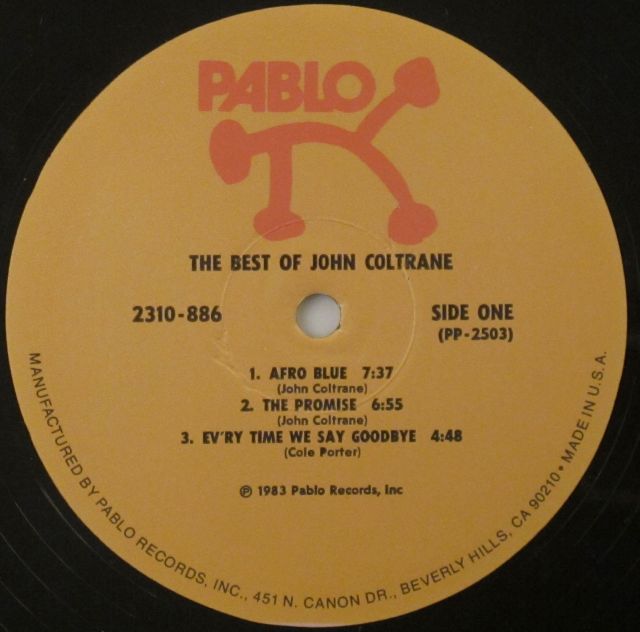 PABLO
THE BEST OF JOHN COLTRANE
2310-886
SIDE ONE
(PP-2503)
1. AFRO BLUE 7:37
(John Coltrane)
2. THE PROMISE 6:55
(John Coltrane)
3. EV'RY TIME WE SAY GOODBYE 4:48
(Cole Porter)
℗ 1983 Pablo Records, Inc
MANUFACTURED BY PABLO RECORDS, INC., 451 N. CANON DR., BEVERLY HILLS, CA 90210 • MADE IN U.S.A.